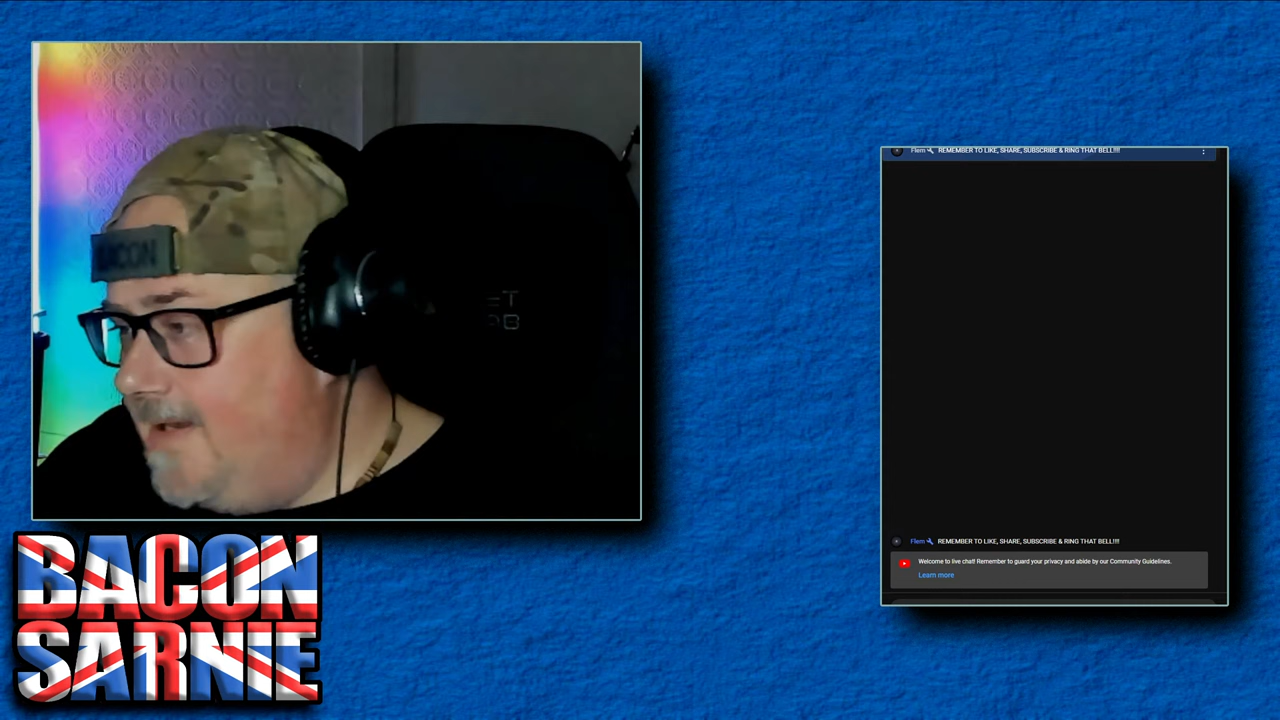 Flem REMEMBER TO LIKE, SHARE, SUBSCRIBE & RING THAT BELL!!!!
BACON
Flem REMEMBER TO LIKE, SHARE, SUBSCRIBE & RING THAT BELL!!!!
Welcome to live chat! Remember to guard your privacy and abide by our Community Guidelines.
Learn more
BACON
SARNIE